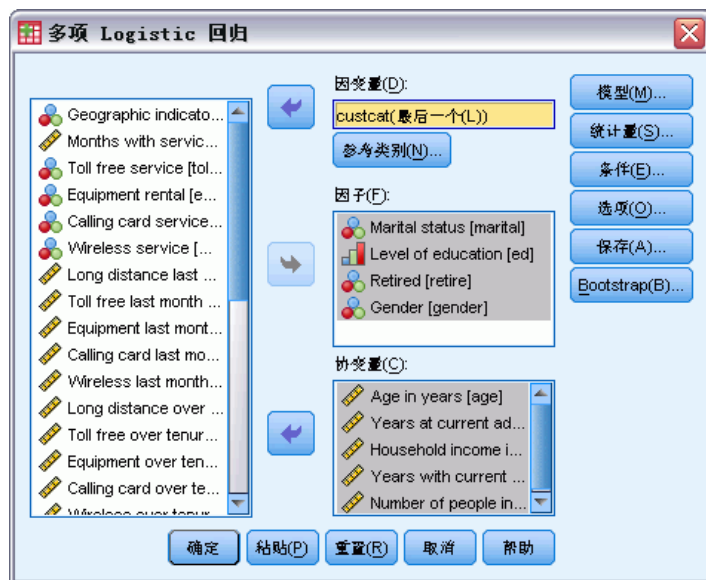 多项 Logistic 回归
Geographic indicato...
Months with servic...
Toll free service [tol...
Equipment rental [e...
Calling card service...
Wireless service [...
Long distance last ...
Toll free last month ...
Equipment last mont...
Calling card last mo...
Wireless last month...
Long distance over ...
Toll free over tenur...
Equipment over ten...
Calling card over te...
Wireless over tenur...
因变量(D):
custcat(最后一个(L))
参考类别(N)...
因子(F):
Marital status [marital]
Level of education [ed]
Retired [retire]
Gender [gender]
协变量(C):
Age in years [age]
Years at current ad...
Household income i...
Years with current ...
Number of people in...
模型(M)...
统计量(S)...
条件(E)...
选项(O)...
保存(A)...
Bootstrap(B)...
确定
粘贴(P)
重置(R)
取消
帮助